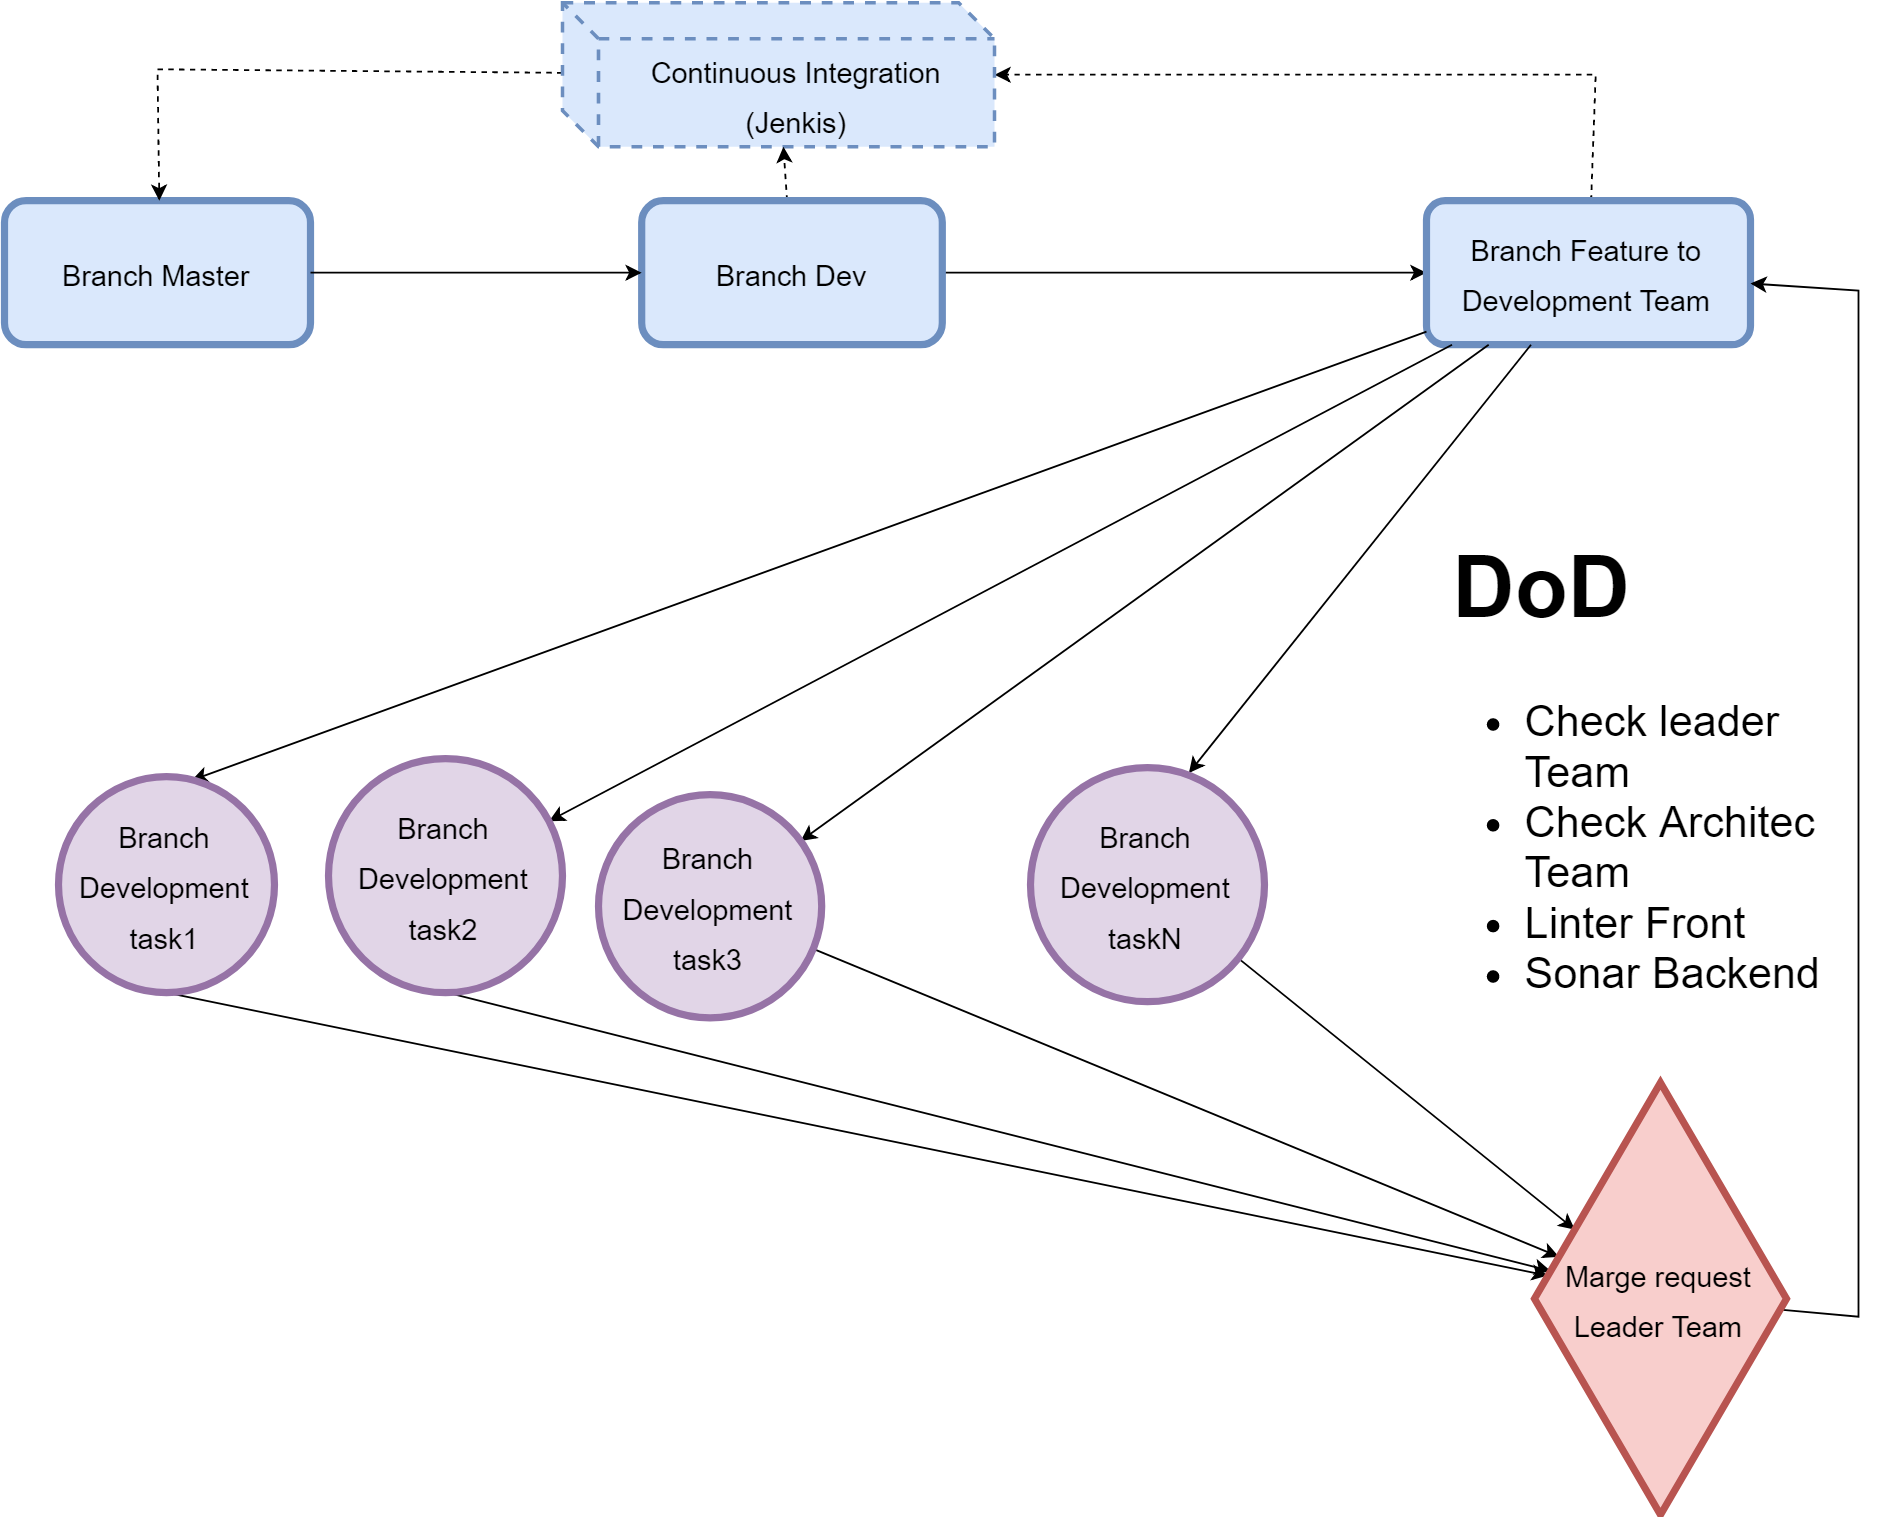 Continuous Integration
(Jenkis)
Branch Master
Branch Dev
Branch Feature to
Development Team
DoD
• Check leader
Team
• Check Architec
Team
• Linter Front
• Sonar Backend
Branch
Development
task1
Branch
Development
task2
Branch
Development
task3
Branch
Development
taskN
Marge request
Leader Team